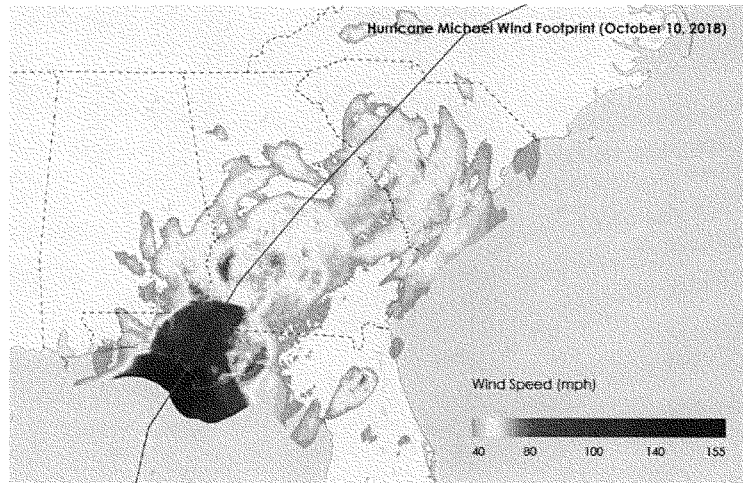 Hurricane Michael Wind Footprint (October 10, 2018)
Wind Speed (mph)
40 80 100 140 155